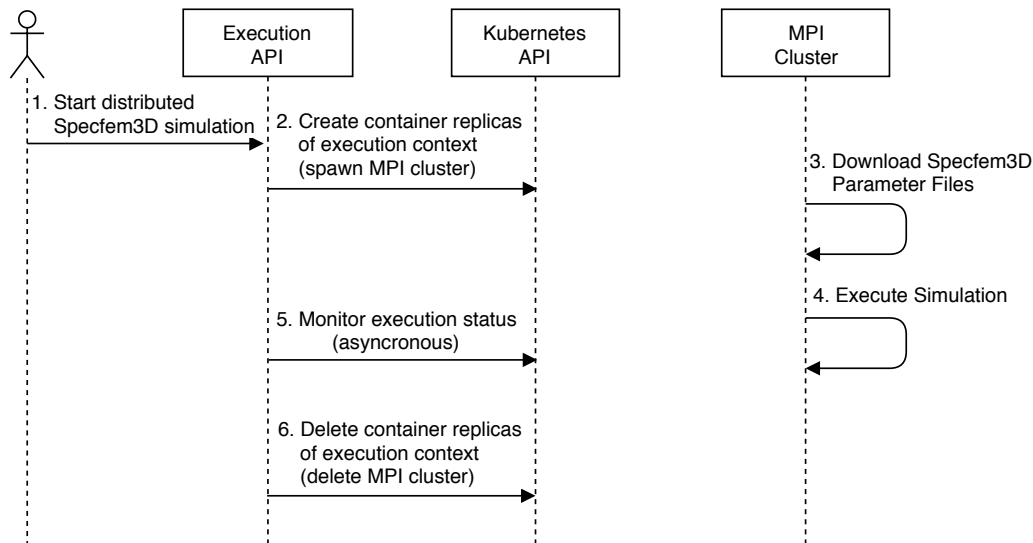 Execution
API
Kubernetes
API
MPI
Cluster
1. Start distributed
Specfem3D simulation
2. Create container replicas
of execution context
(spawn MPI cluster)
3. Download Specfem3D
Parameter Files
4. Execute Simulation
5. Monitor execution status
(asyncronous)
6. Delete container replicas
of execution context
(delete MPI cluster)